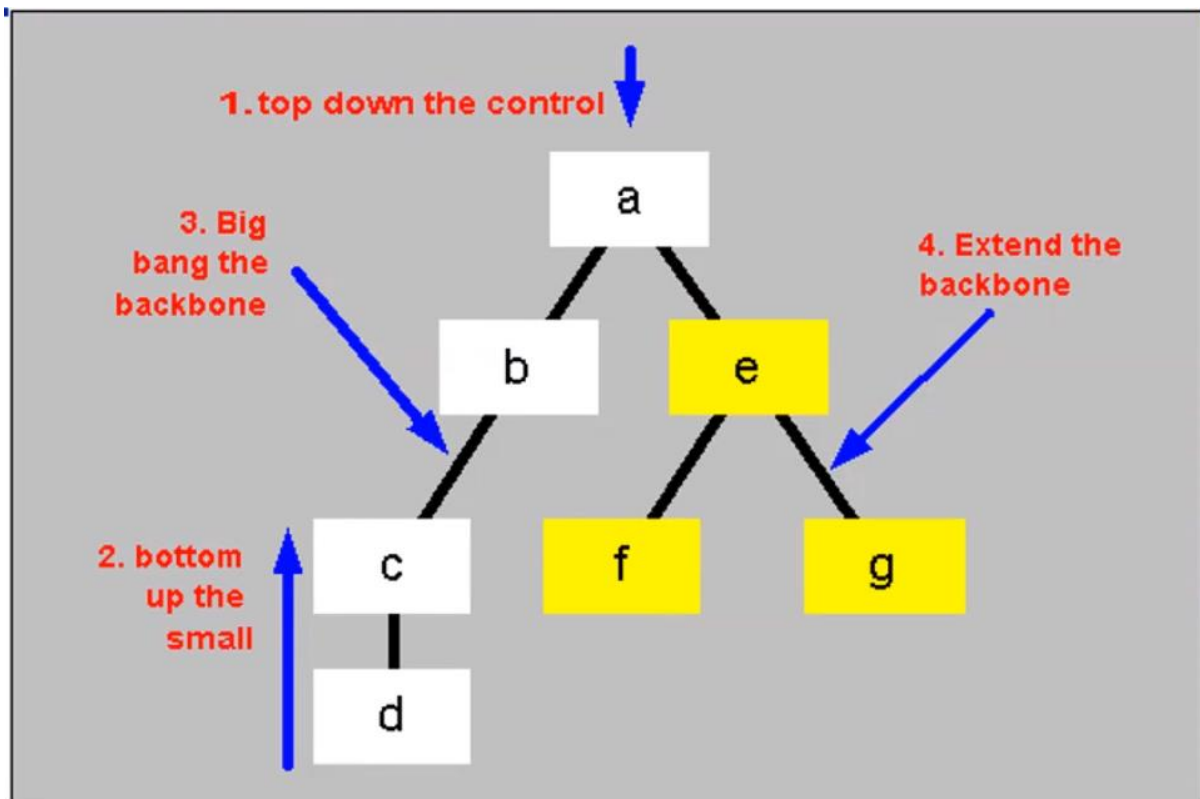 1. top down the control
a
3. Big
bang the
backbone
4. Extend the
backbone
b
e
2. bottom
up the
small
c
f
g
d